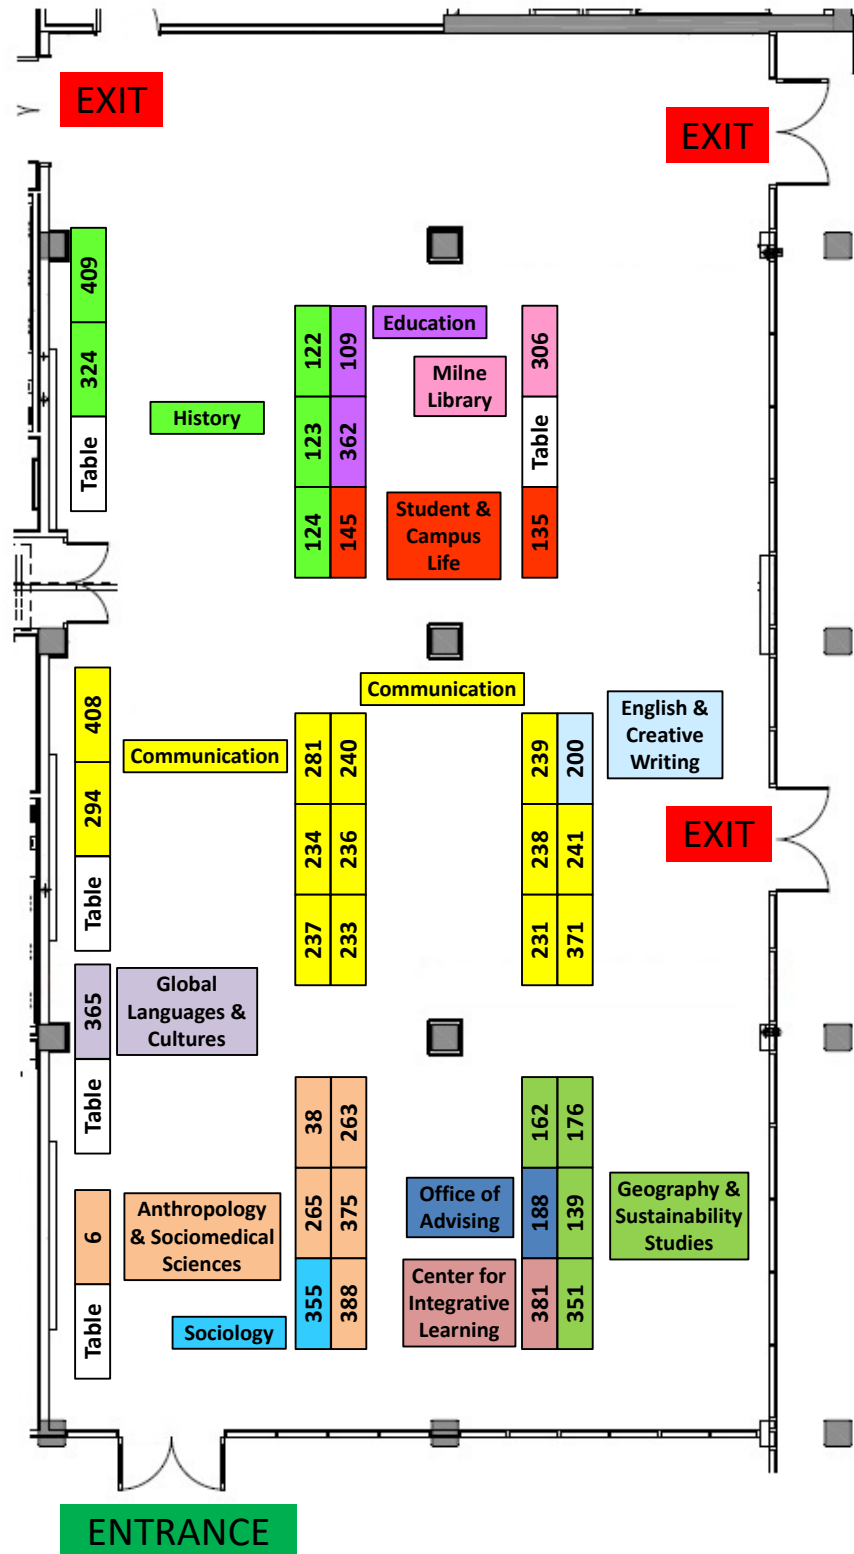 EXIT
EXIT
409
324
Table
History
122
109
123
362
124
145
Education
Milne
Library
306
Table
135
Student &
Campus
Life
Communication
408
294
Table
Communication
281
240
234
236
237
233
239
200
238
241
231
371
English &
Creative
Writing
EXIT
365
Table
Global
Languages &
Cultures
38
263
265
375
355
388
162
176
188
139
381
351
6
Table
Anthropology
& Sociomedical
Sciences
Sociology
Office of
Advising
Center for
Integrative
Learning
Geography &
Sustainability
Studies
ENTRANCE